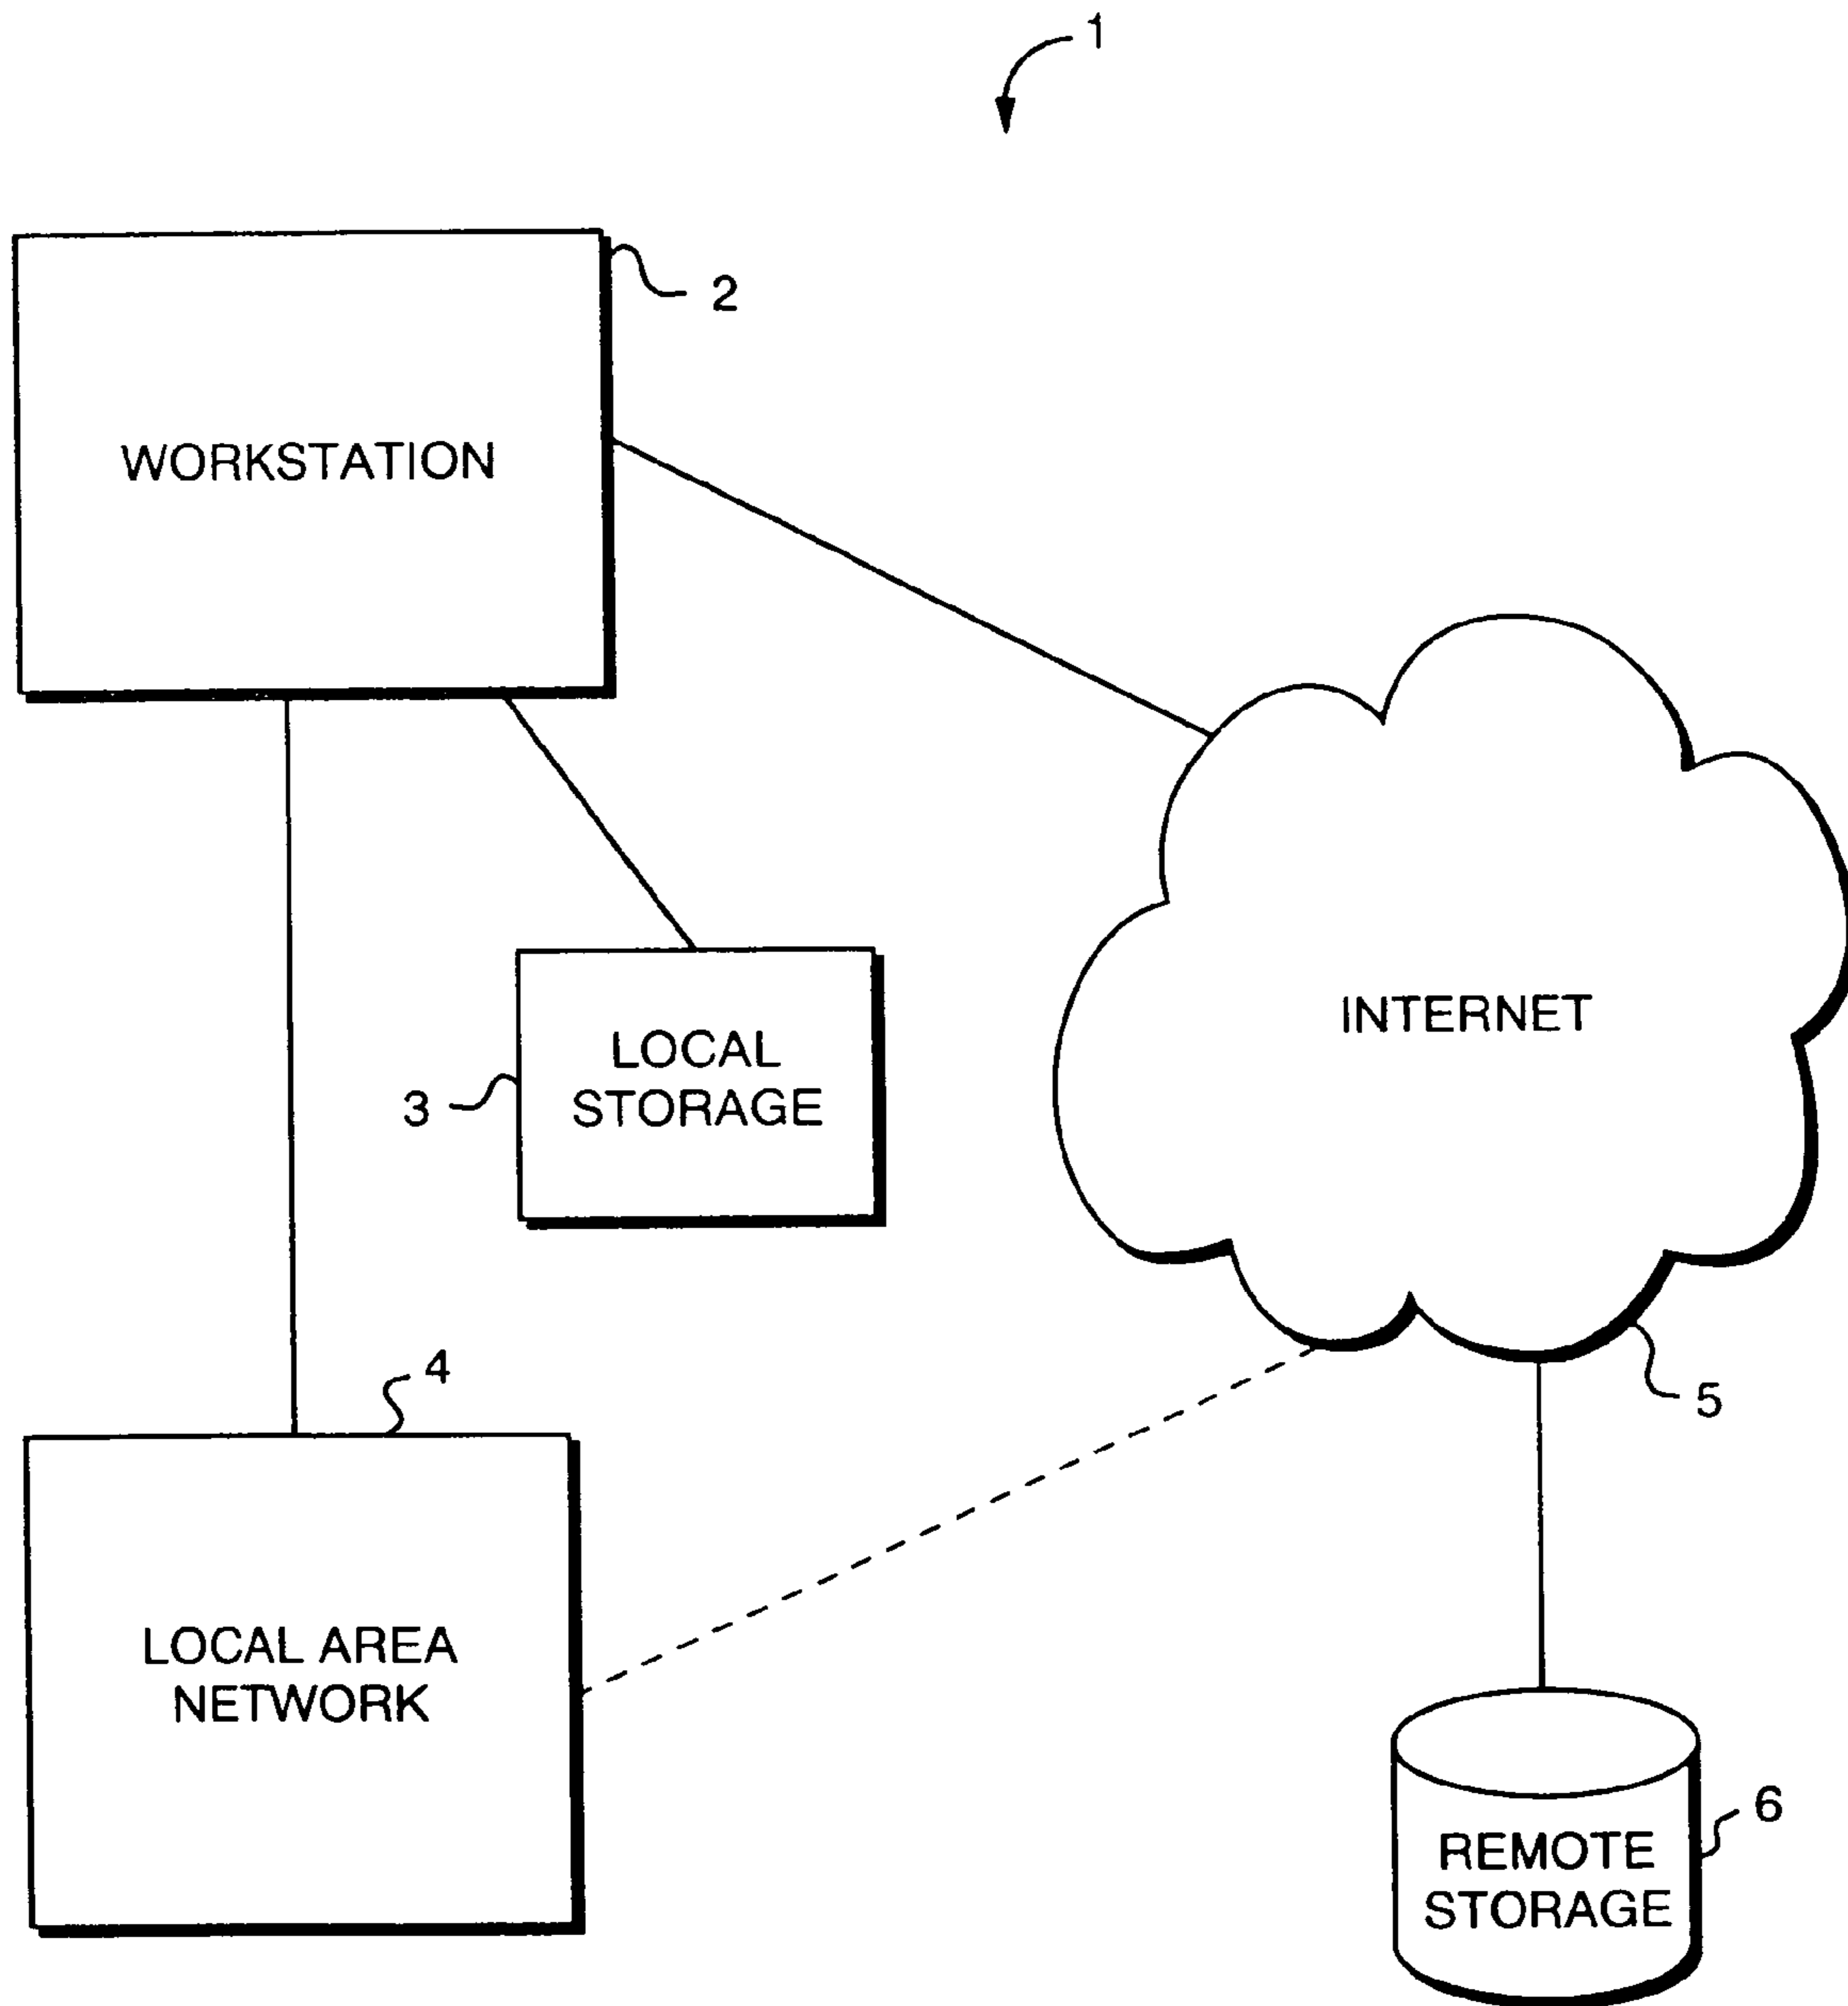 1
2
WORKSTATION
INTERNET
LOCAL
STORAGE
3
4
5
LOCAL AREA
NETWORK
6
REMOTE
STORAGE